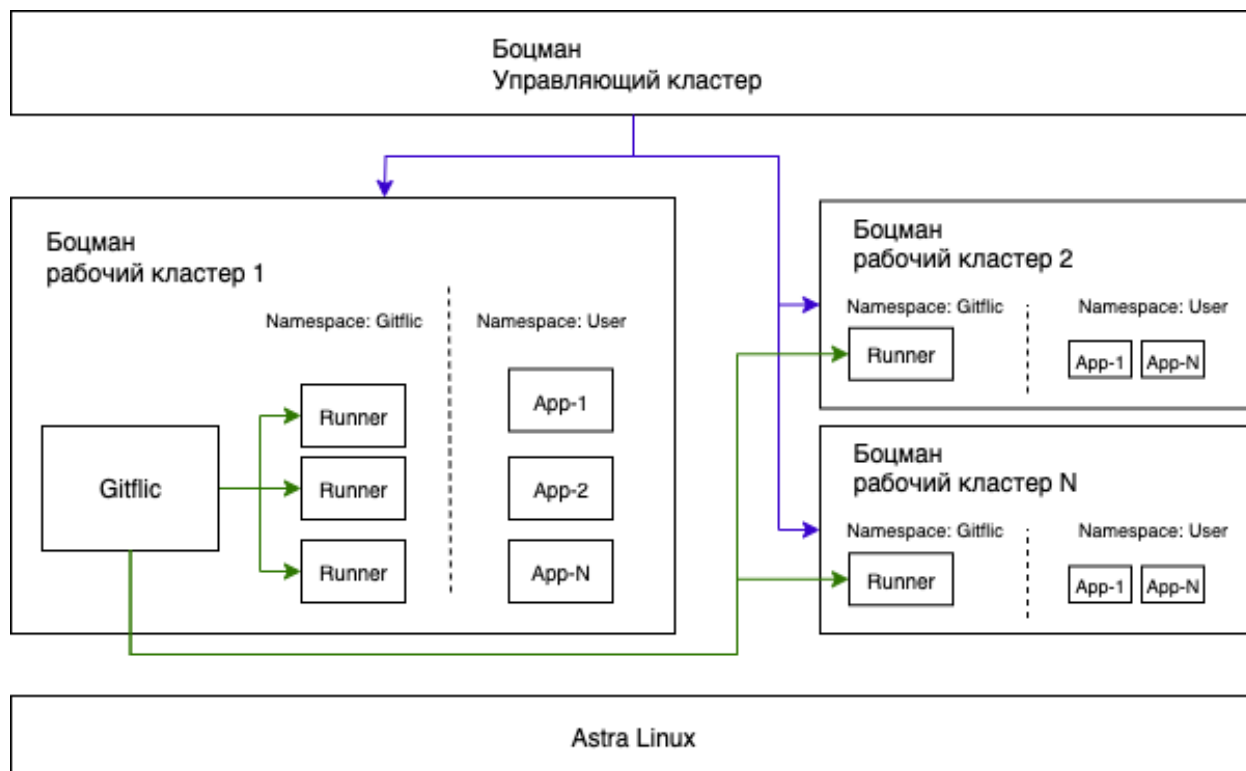 Боцман
Управляющий кластер
Боцман
рабочий кластер 1
Namespace: Gitflic
Namespace: User
Gitflic
Runner
Runner
Runner
App-1
App-2
App-N
Боцман
рабочий кластер 2
Namespace: Gitflic
Namespace: User
Runner
App-1
App-N
Боцман
рабочий кластер N
Namespace: Gitflic
Namespace: User
Runner
App-1
App-N
Astra Linux